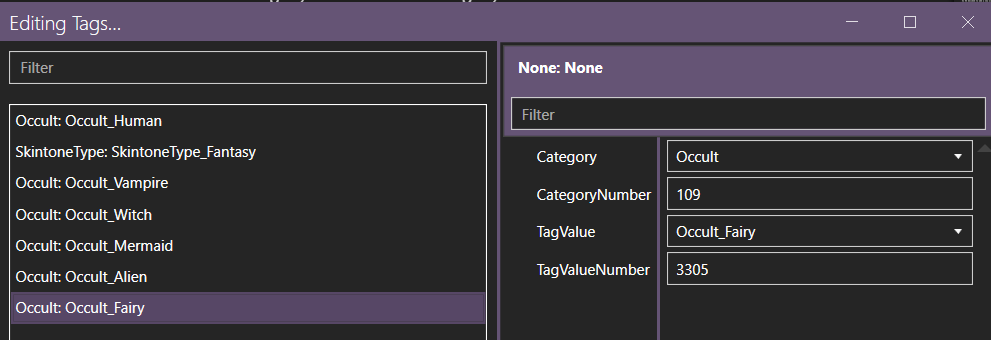 Editing Tags...
Filter
Occult: Occult_Human
SkintoneType: SkintoneType_Fantasy
Occult: Occult_Vampire
Occult: Occult_Witch
Occult: Occult_Mermaid
Occult: Occult_Alien
Occult: Occult_Fairy
None: None
Filter
Category Occult
CategoryNumber 109
TagValue Occult_Fairy
TagValueNumber 3305